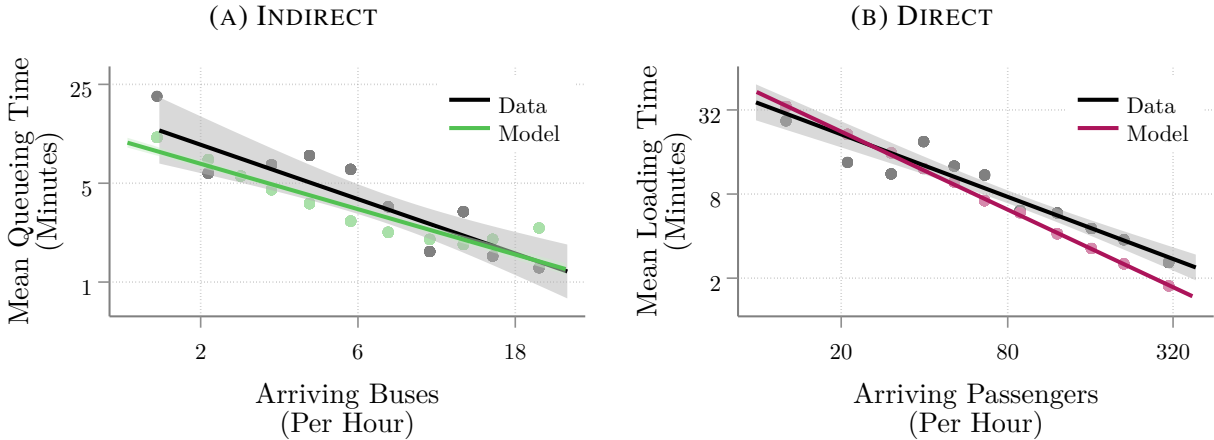 (A) INDIRECT
Mean Queueing Time
(Minutes)
25
5
1
Data
Model
2
6
18
Arriving Buses
(Per Hour)
(B) DIRECT
Mean Loading Time
(Minutes)
32
8
2
Data
Model
20
80
320
Arriving Passengers
(Per Hour)